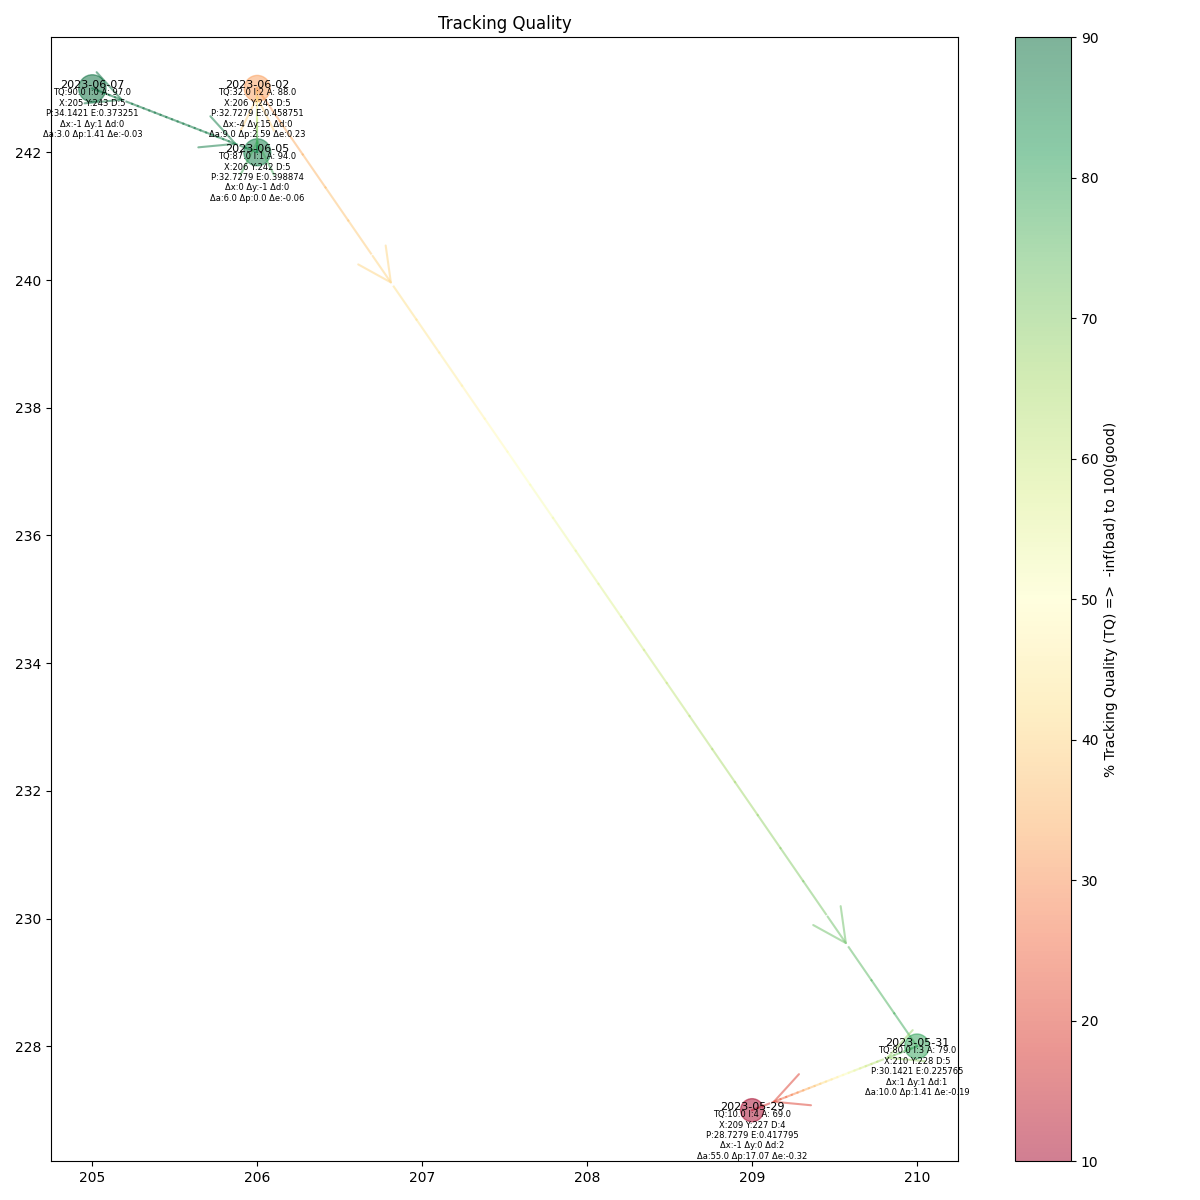 Tracking Quality
2023-06-07
TQ:90.0 I:0 A: 97.0
X:205 Y:243 D:5
P:34.1421 E:0.373251
Δx:-1 Δy:1 Δd:0
Δa:3.0 Δp:1.41 Δe:-0.03
2023-06-02
TQ:32.0 I:2 A: 88.0
X:206 Y:243 D:5
P:32.7279 E:0.458751
Δx:-4 Δy:15 Δd:0
Δa:9.0 Δp:2.59 Δe:0.23
2023-06-05
TQ:87.0 I:1 A: 94.0
X:206 Y:242 D:5
P:32.7279 E:0.398874
Δx:0 Δy:-1 Δd:0
Δa:6.0 Δp:0.0 Δe:-0.06
2023-05-31
TQ:80.0 I:3 A: 79.0
X:210 Y:228 D:5
P:30.1421 E:0.225765
Δx:1 Δy:1 Δd:1
Δa:10.0 Δp:1.41 Δe:-0.19
2023-05-29
TQ:10.0 I:4 A: 69.0
X:209 Y:227 D:4
P:28.7279 E:0.417795
Δx:-1 Δy:0 Δd:2
Δa:55.0 Δp:17.07 Δe:-0.32
242
240
238
236
234
232
230
228
205
206
207
208
209
210
90
80
70
60
50
40
30
20
10
% Tracking Quality (TQ) => -inf(bad) to 100(good)